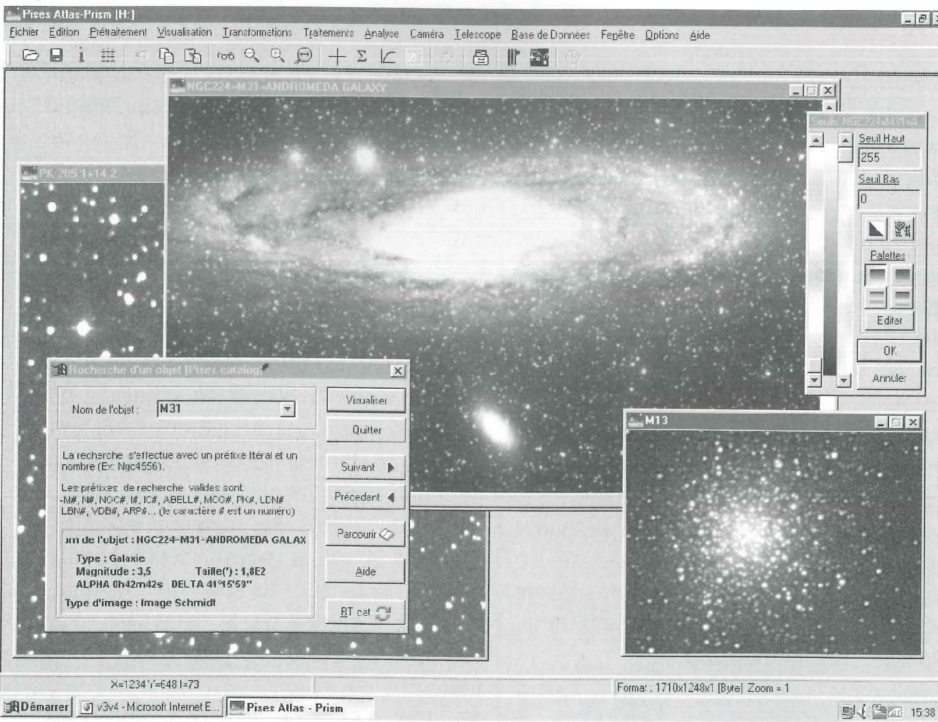 Pises Atlas-Prism [H:]
Fichier Edition Prétraitement Visualisation Transformations Traitements Analyse Caméra Telescope Base de Données Fenêtre Options Aide
NGC224=M31=ANDROMEDA GALAXY
Seuils: NGC224=M31=A...
Seuil Haut
255
Seuil Bas
0
Palettes
Editer
OK
Annuler
PK 205.1+14.2
Recherche d'un objet [Pises catalog]
Nom de l'objet : M31
Visualiser
Quitter
La recherche s'effectue avec un préfixe litéral et un
nombre (Ex: Ngc4556).
Suivant
Les préfixes de recherche valides sont
-M#, N#, NGC#, I#, IC#, ABELL#, MCG#, PK#, LDN#
LBN#, VDB#, ARP#... (le caractère # est un numéro)
Précedent
Parcourir
om de l'objet : NGC224=M31=ANDROMEDA GALAX
Type : Galaxie
Magnitude : 3,5 Taille(') : 1,8E2
ALPHA 0h42m42s DELTA 41°15'59"
Aide
Type d'image : Image Schmidt
RT cat
M13
X=1234 Y=648 I=73
Format : 1710x1248x1 [Byte] Zoom = 1
Démarrer v3v4 - Microsoft Internet E... Pises Atlas - Prism 15:38